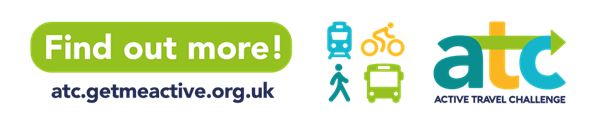 Find out more!
atc.getmeactive.org.uk
atc
ACTIVE TRAVEL CHALLENGE